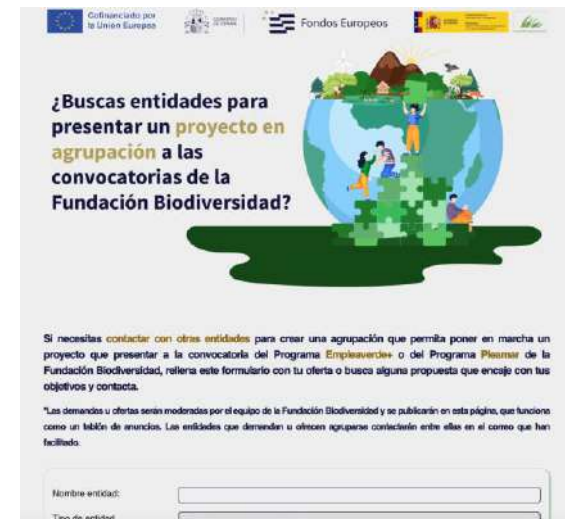 Cofinanciado por
la Unión Europea
Fondos Europeos
¿Buscas entidades para
presentar un proyecto en
agrupación a las
convocatorias de la
Fundación Biodiversidad?
Si necesitas contactar con otras entidades para crear una agrupación que permita poner en marcha un
proyecto que presentar a la convocatoria del Programa Empleaverde+ o del Programa Pleamar de la
Fundación Biodiversidad, rellena este formulario con tu oferta o busca alguna propuesta que encaje con tus
objetivos y contacta.
*Las demandas u ofertas serán moderadas por el equipo de la Fundación Biodiversidad y se publicarán en esta página, que funciona
como un tablón de anuncios. Las entidades que demandan u ofrecen agruparse contactarán entre ellas en el correo que han
facilitado.
Nombre entidad:
Tipo de entidad